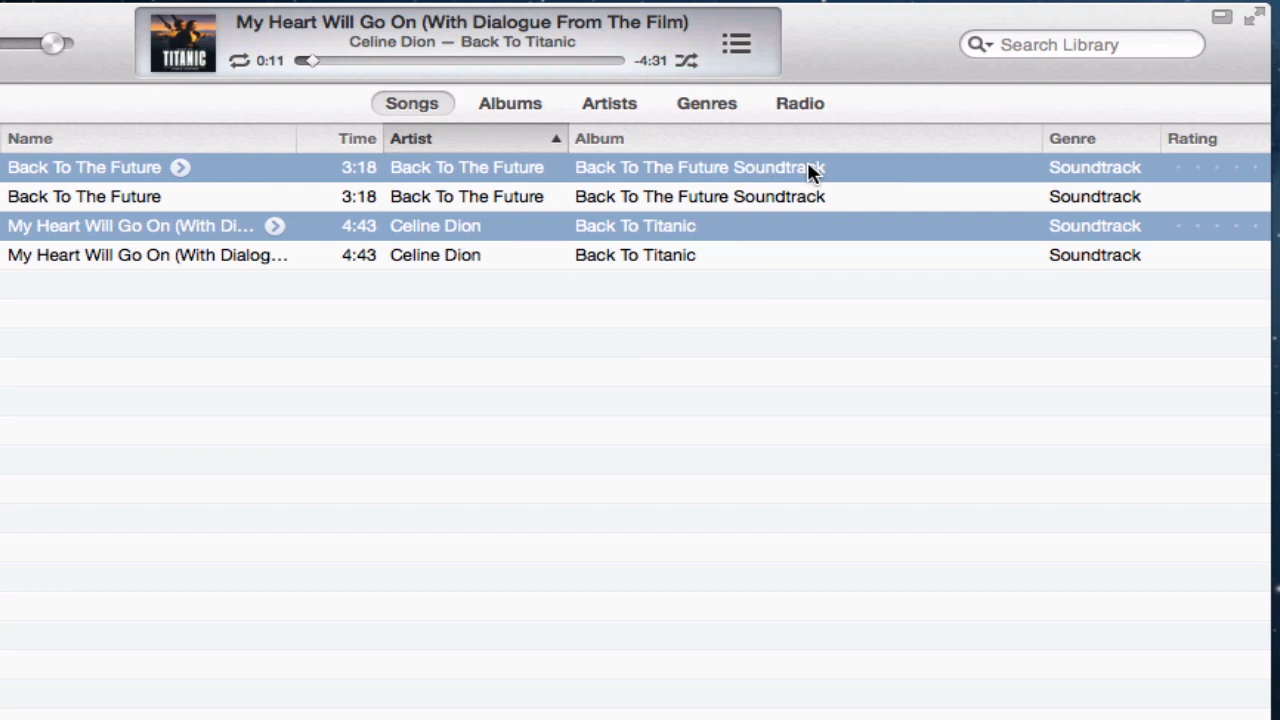 My Heart Will Go On (With Dialogue From The Film)
Celine Dion — Back To Titanic
TITANIC
0:11 -4:31
Search Library
Songs Albums Artists Genres Radio
Name Time Artist Album Genre Rating
Back To The Future 3:18 Back To The Future Back To The Future Soundtrack Soundtrack
Back To The Future 3:18 Back To The Future Back To The Future Soundtrack Soundtrack
My Heart Will Go On (With Di... 4:43 Celine Dion Back To Titanic Soundtrack
My Heart Will Go On (With Dialog... 4:43 Celine Dion Back To Titanic Soundtrack